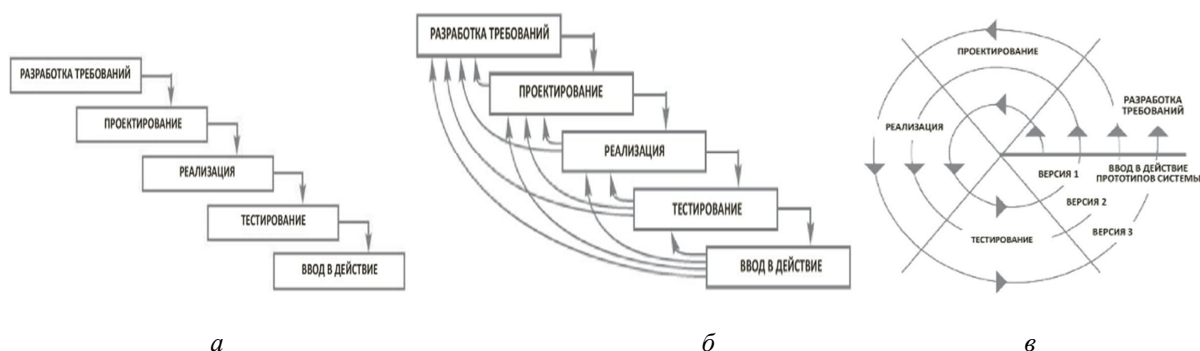 РАЗРАБОТКА ТРЕБОВАНИЙ
ПРОЕКТИРОВАНИЕ
РЕАЛИЗАЦИЯ
ТЕСТИРОВАНИЕ
ВВОД В ДЕЙСТВИЕ
а
РАЗРАБОТКА ТРЕБОВАНИЙ
ПРОЕКТИРОВАНИЕ
РЕАЛИЗАЦИЯ
ТЕСТИРОВАНИЕ
ВВОД В ДЕЙСТВИЕ
б
ПРОЕКТИРОВАНИЕ
РАЗРАБОТКА
ТРЕБОВАНИЙ
РЕАЛИЗАЦИЯ
ВВОД В ДЕЙСТВИЕ
ПРОТОТИПОВ СИСТЕМЫ
ВЕРСИЯ 1
ВЕРСИЯ 2
ВЕРСИЯ 3
ТЕСТИРОВАНИЕ
в